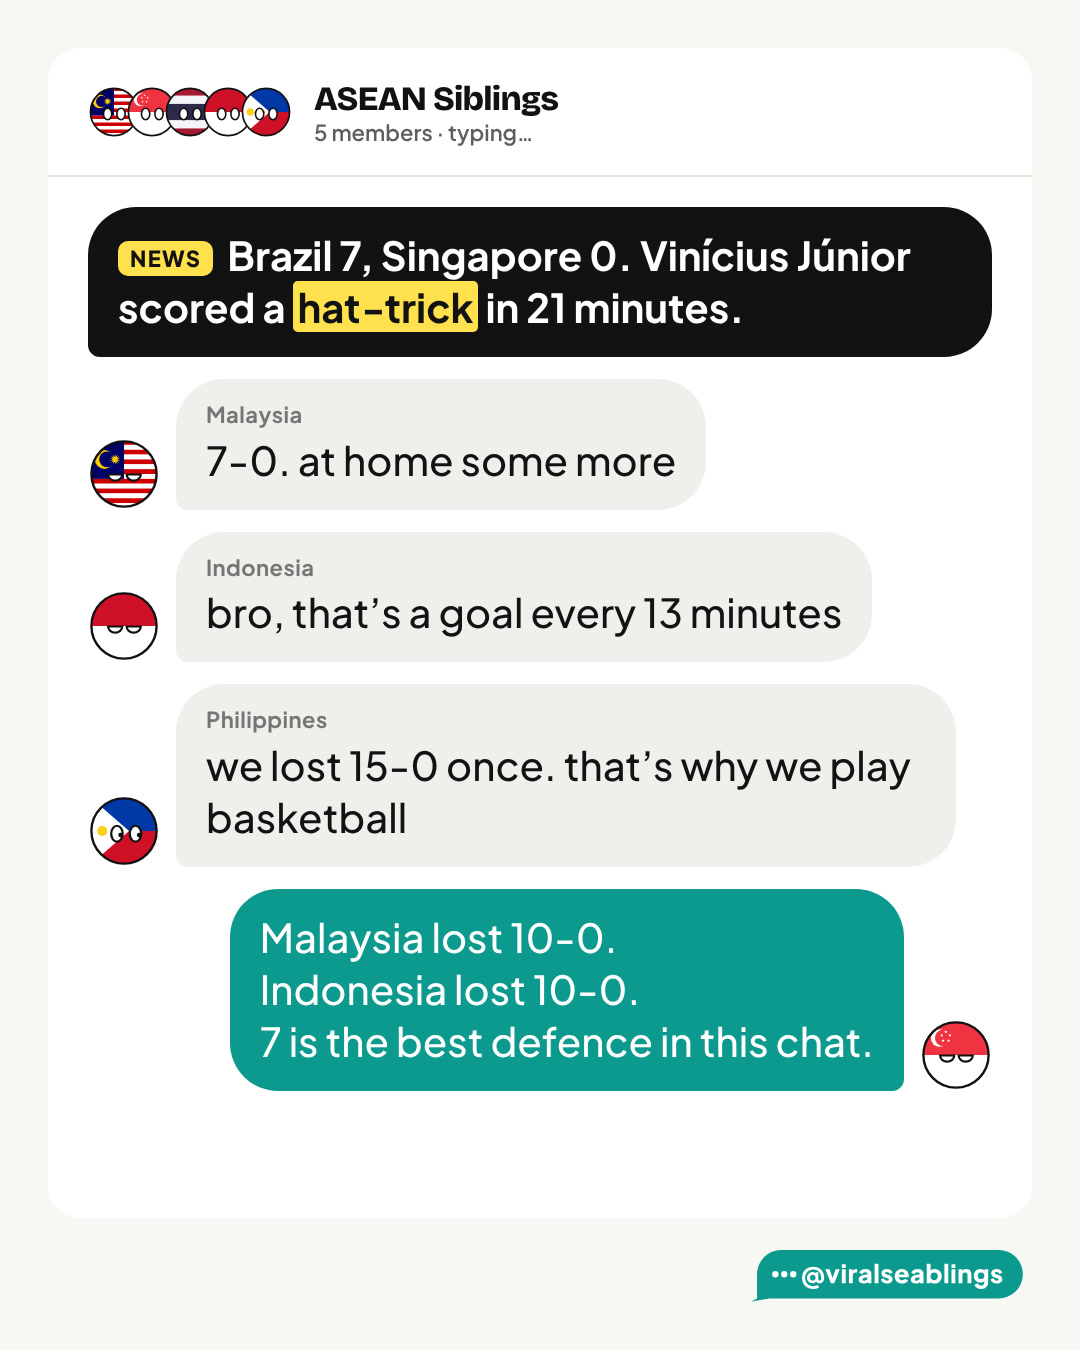 ASEAN Siblings
5 members · typing…
NEWS Brazil 7, Singapore 0. Vinícius Júnior
scored a hat-trick in 21 minutes.
Malaysia
7-0. at home some more
Indonesia
bro, that’s a goal every 13 minutes
Philippines
we lost 15-0 once. that’s why we play
basketball
Malaysia lost 10-0.
Indonesia lost 10-0.
7 is the best defence in this chat.
@viralseablings